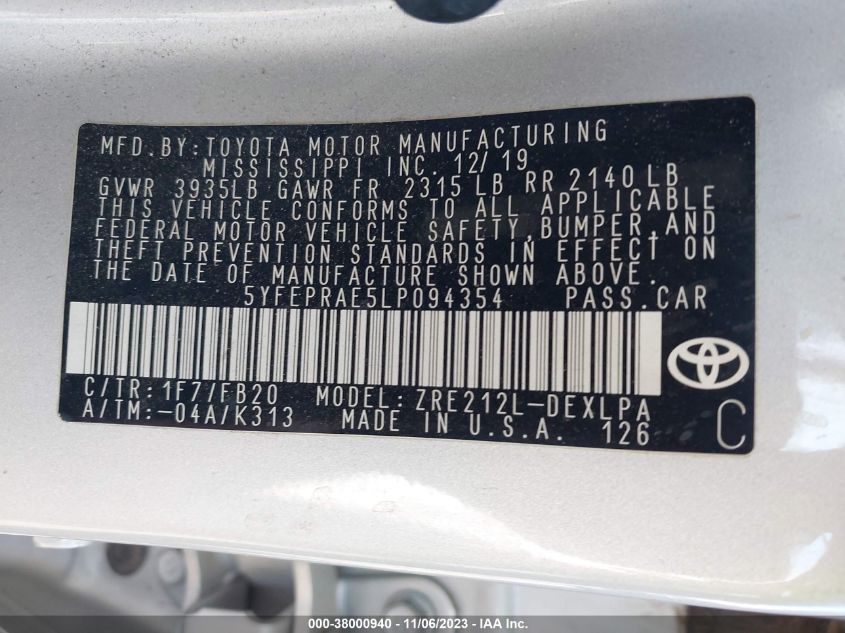 MFD.BY:TOYOTA MOTOR MANUFACTURING
MISSISSIPPI INC. 12/19
GVWR 3935LB GAWR FR 2315 LB RR 2140 LB
THIS VEHICLE CONFORMS TO ALL APPLICABLE
FEDERAL MOTOR VEHICLE SAFETY, BUMPER, AND
THEFT PREVENTION STANDARDS IN EFFECT ON
THE DATE OF MANUFACTURE SHOWN ABOVE.
5YFEPRAE5LP094354 PASS.CAR
C/TR:1F7/FB20 MODEL: ZRE212L-DEXLPA
A/TM:-04A/K313 MADE IN U.S.A. 126
C
000-38000940 - 11/06/2023 - COPYRIGHT © IAA, LLC.